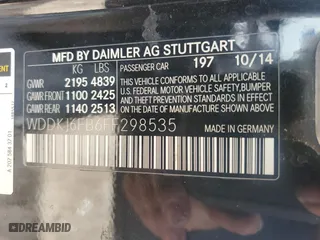 MFD BY DAIMLER AG STUTTGART
KG LBS PASSENGER CAR 197 10/14
GVWR 2195 4839 THIS VEHICLE CONFORMS TO ALL APPLICABLE
GAWR FRONT 1100 2425 U.S. FEDERAL MOTOR VEHICLE SAFETY,BUMPER
GAWR REAR 1140 2513 AND THEFT PREVENTION STANDARDS IN EFFECT
ON THE DATE OF MANUFACTURE SHOWN ABOVE
WDDKJ6FB6FF298535
MADE IN GERMANY
DREAMBID